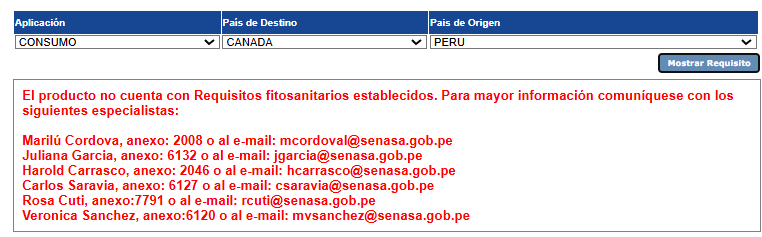 Aplicación País de Destino País de Origen
CONSUMO CANADA PERU
Mostrar Requisito
El producto no cuenta con Requisitos fitosanitarios establecidos. Para mayor información comuníquese con los
siguientes especialistas:
Marilú Cordova, anexo: 2008 o al e-mail: mcordoval@senasa.gob.pe
Juliana Garcia, anexo: 6132 o al e-mail: jgarcia@senasa.gob.pe
Harold Carrasco, anexo: 2046 o al e-mail: hcarrasco@senasa.gob.pe
Carlos Saravia, anexo: 6127 o al e-mail: csaravia@senasa.gob.pe
Rosa Cuti, anexo:7791 o al e-mail: rcuti@senasa.gob.pe
Veronica Sanchez, anexo:6120 o al e-mail: mvsanchez@senasa.gob.pe